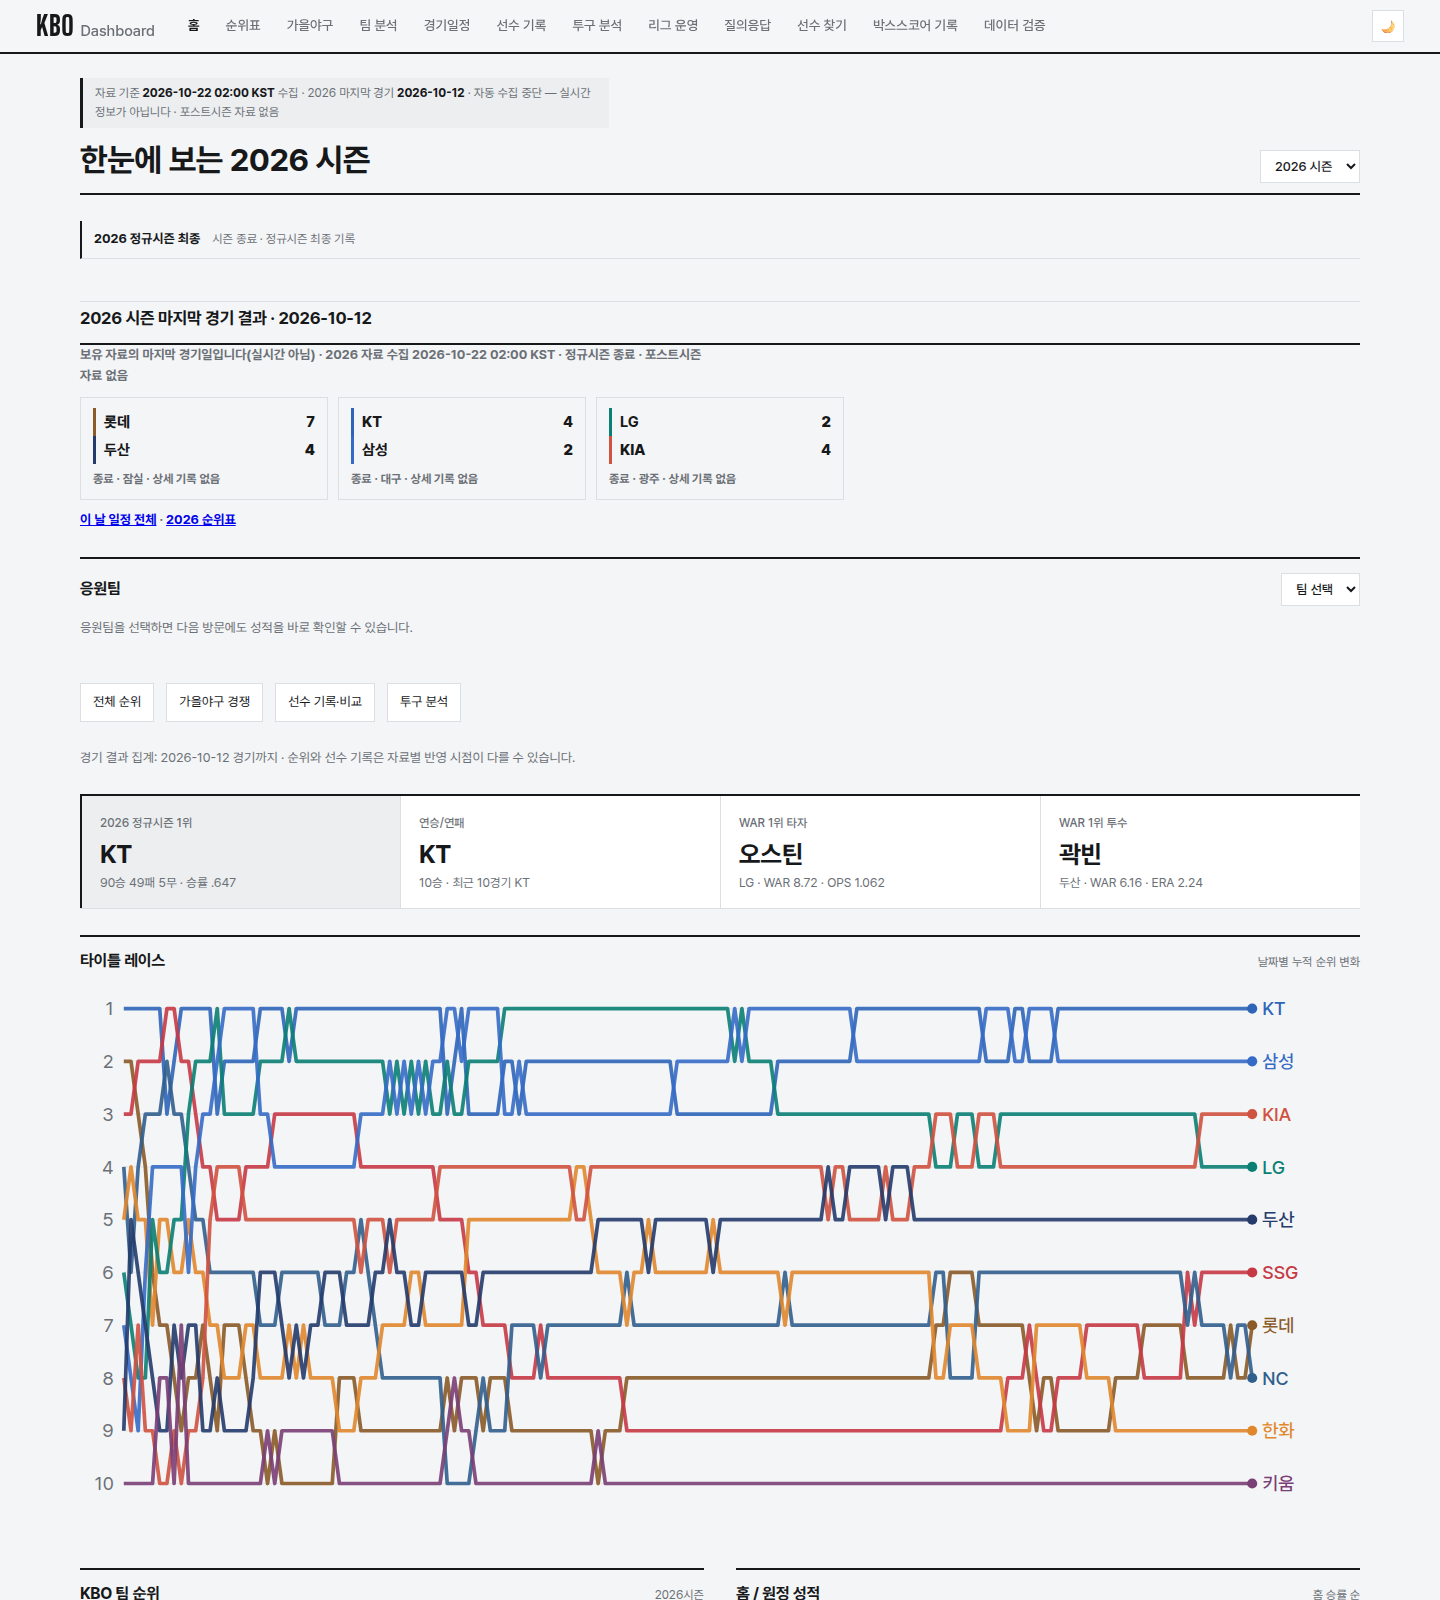 KBO Dashboard 홈 순위표 가을야구 팀 분석 경기일정 선수 기록 투구 분석 리그 운영 질의응답 선수 찾기 박스스코어 기록 데이터 검증
자료 기준 2026-10-22 02:00 KST 수집 · 2026 마지막 경기 2026-10-12 · 자동 수집 중단 — 실시간
정보가 아닙니다 · 포스트시즌 자료 없음
한눈에 보는 2026 시즌
2026 시즌
2026 정규시즌 최종 시즌 종료 · 정규시즌 최종 기록
2026 시즌 마지막 경기 결과 · 2026-10-12
보유 자료의 마지막 경기일입니다(실시간 아님) · 2026 자료 수집 2026-10-22 02:00 KST · 정규시즌 종료 · 포스트시즌
자료 없음
롯데 7
두산 4
종료 · 잠실 · 상세 기록 없음
KT 4
삼성 2
종료 · 대구 · 상세 기록 없음
LG 2
KIA 4
종료 · 광주 · 상세 기록 없음
이 날 일정 전체 · 2026 순위표
응원팀
팀 선택
응원팀을 선택하면 다음 방문에도 성적을 바로 확인할 수 있습니다.
전체 순위 가을야구 경쟁 선수 기록·비교 투구 분석
경기 결과 집계: 2026-10-12 경기까지 · 순위와 선수 기록은 자료별 반영 시점이 다를 수 있습니다.
2026 정규시즌 1위
KT
90승 49패 5무 · 승률 .647
연승/연패
KT
10승 · 최근 10경기 KT
WAR 1위 타자
오스틴
LG · WAR 8.72 · OPS 1.062
WAR 1위 투수
곽빈
두산 · WAR 6.16 · ERA 2.24
타이틀 레이스
날짜별 누적 순위 변화
1 KT
2 삼성
3 KIA
4 LG
5 두산
6 SSG
7 롯데
8 NC
9 한화
10 키움
KBO 팀 순위 2026시즌
홈 / 원정 성적 홈 승률 순